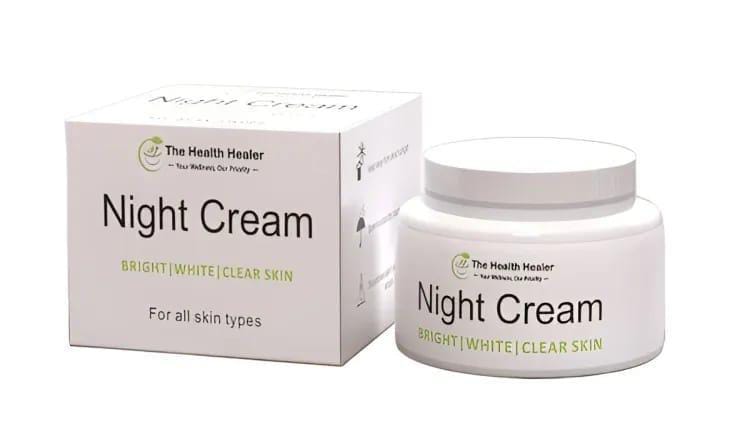 Night Cream
The Health Healer
Your Wellness, Our Priority
Night Cream
BRIGHT|WHITE|CLEAR SKIN
For all skin types
The Health Healer
Your Wellness, Our Priority
Night Cream
BRIGHT|WHITE|CLEAR SKIN